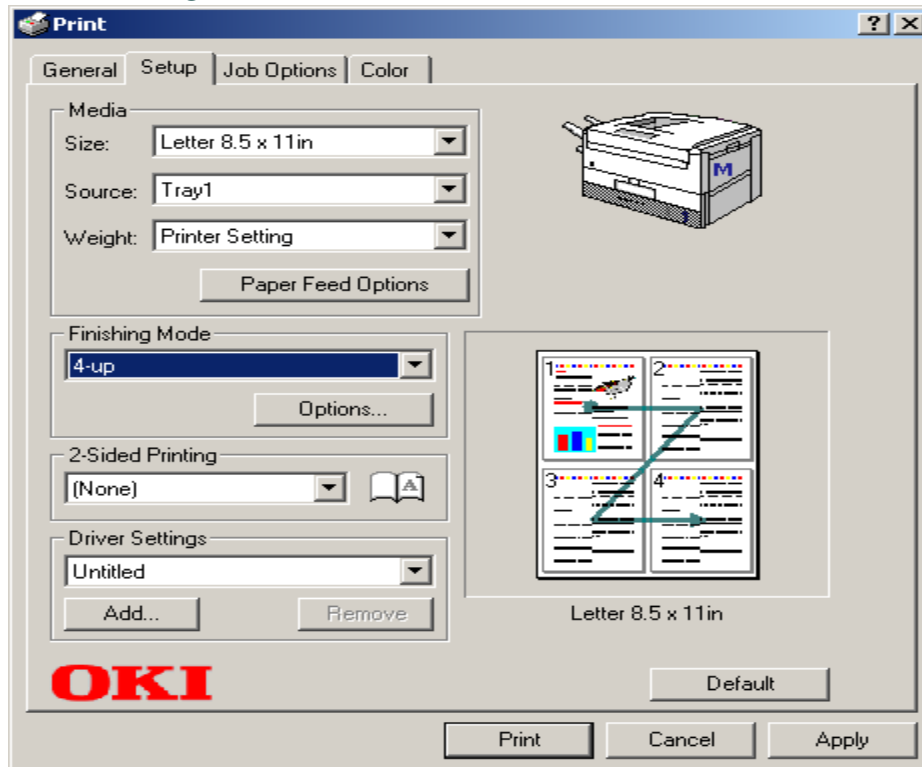 Print
General Setup Job Options Color
Media
Size: Letter 8.5 x 11in
Source: Tray1
Weight: Printer Setting
Paper Feed Options
M
1
Finishing Mode
4-up
Options...
1 2
3 4
2-Sided Printing
(None)
A
Driver Settings
Untitled
Add... Remove
Letter 8.5 x 11in
OKI
Default
Print Cancel Apply